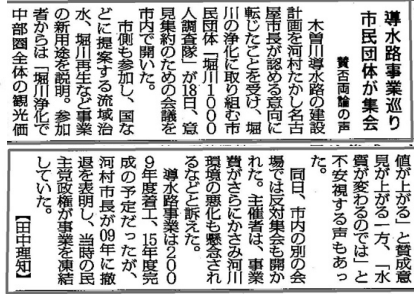 導水路事業巡り
市民団体が集会
賛否両論の声
木曽川導水路の建設
計画を河村たかし名古
屋市長が認める意向に
転じたことを受け、堀
川の浄化に取り組む市
民団体「堀川1000
人調査隊」が18日、意
見集約のための会議を
市内で開いた。
市側も参加し、国な
どに提案する流域治
水、堀川再生など事業
の新用途を説明。参加
者からは「堀川浄化で
中部圏全体の観光価
値が上がる」と賛成意
見が上がる一方、「水
質が変わるのでは」と
不安視する声もあっ
た。
同日、市内の別の会
場では反対集会も開か
れた。主催者は、事業
費がさらにかさみ河川
環境の悪化も懸念され
るなどと訴えた。
導水路事業は200
9年度着工、15年度完
成の予定だったが、
河村市長が09年に撤
退を表明し、当時の民
主党政権が事業を凍結
していた。
【田中理知】